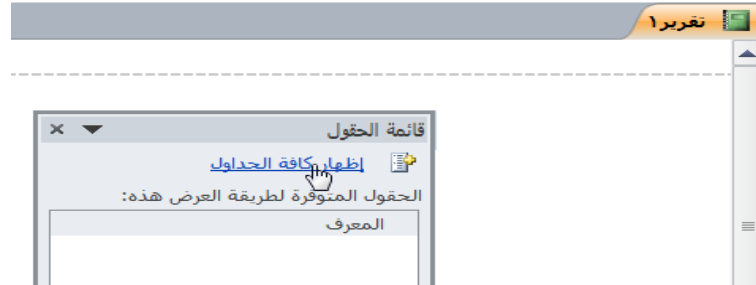 تقرير١
قائمة الحقول
إظهار كافة الجداول
الحقول المتوفرة لطريقة العرض هذه:
المعرف